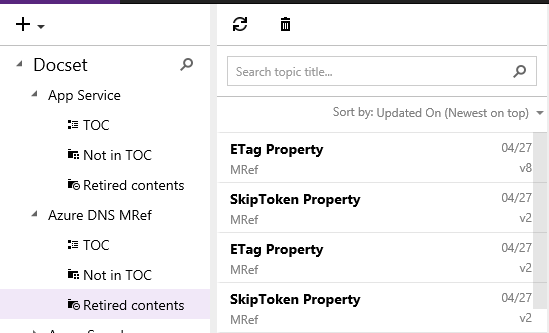 Docset
App Service
TOC
Not in TOC
Retired contents
Azure DNS MRef
TOC
Not in TOC
Retired contents
Search topic title...
Sort by: Updated On (Newest on top)
ETag Property 04/27
MRef v8
SkipToken Property 04/27
MRef v2
ETag Property 04/27
MRef v2
SkipToken Property 04/27
MRef v2